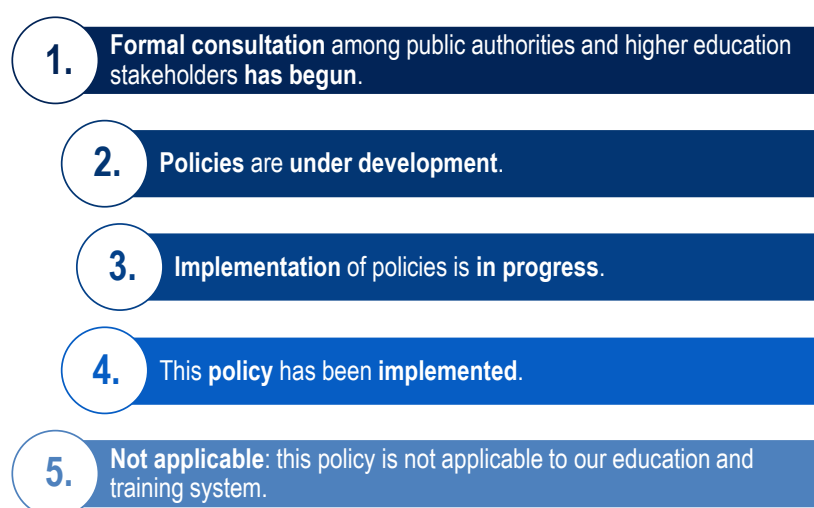 1.
Formal consultation among public authorities and higher education
stakeholders has begun.
2.
Policies are under development.
3.
Implementation of policies is in progress.
4.
This policy has been implemented.
5.
Not applicable: this policy is not applicable to our education and
training system.